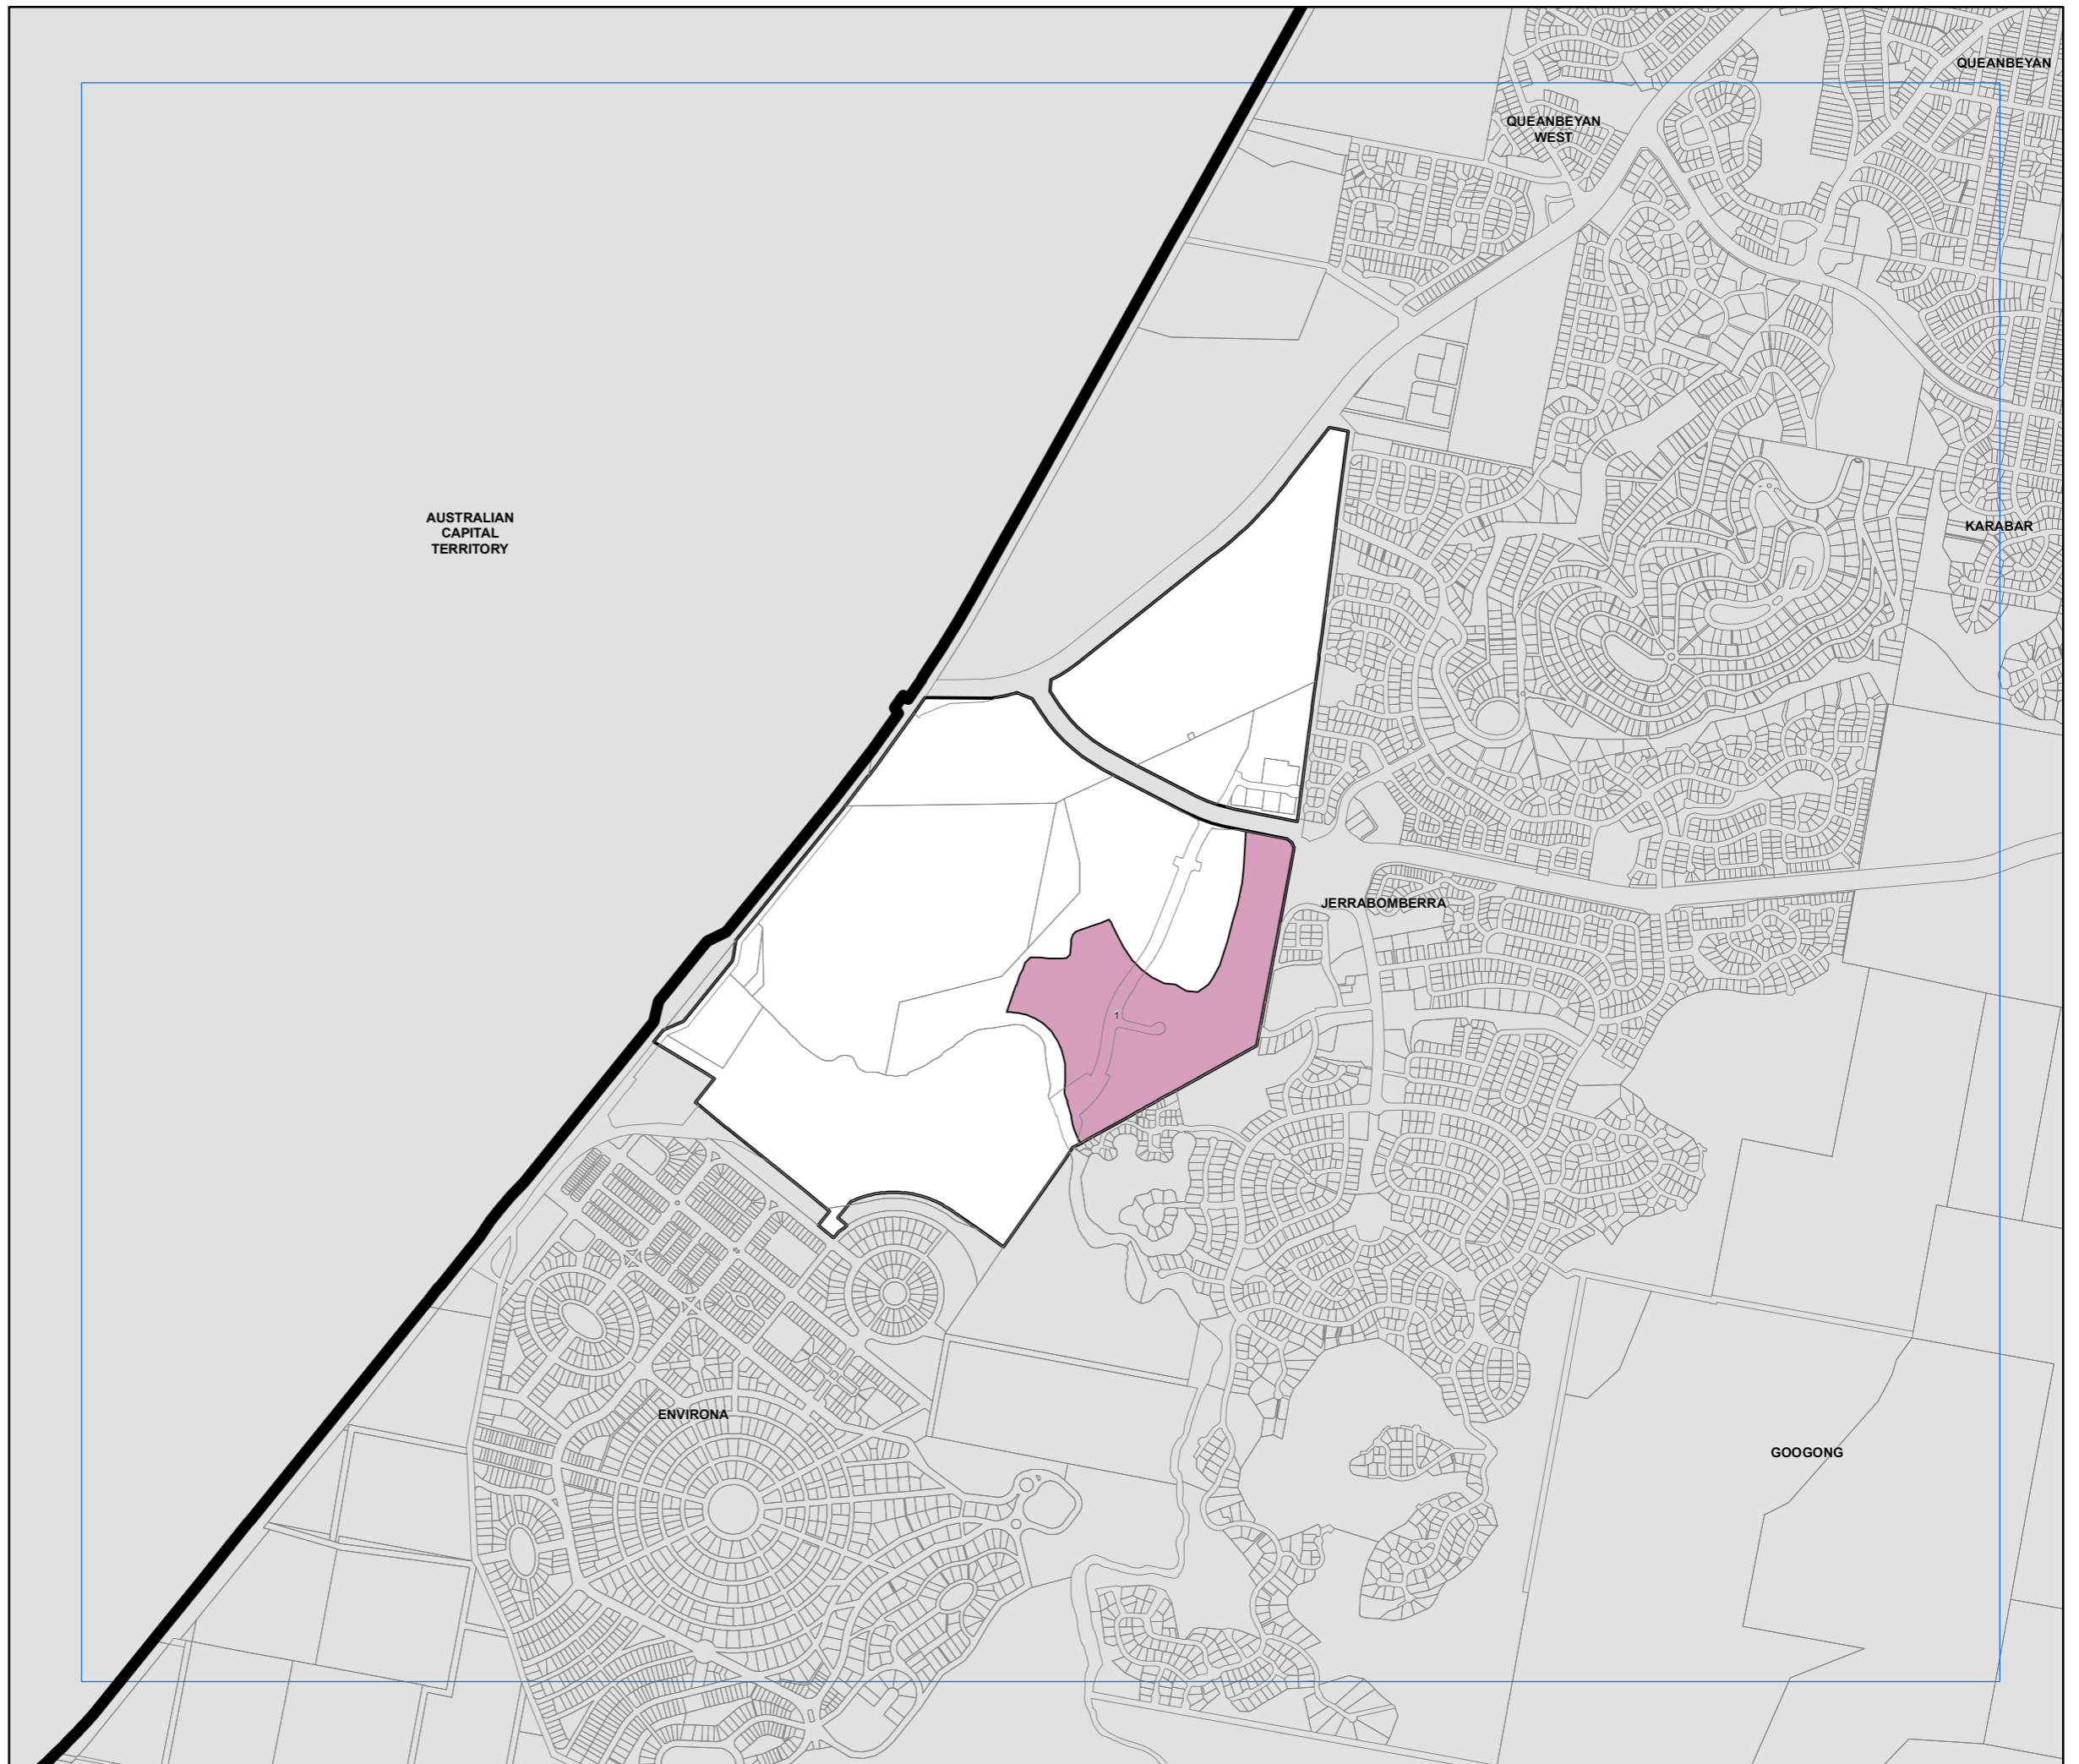 QUEANBEYAN
QUEANBEYAN
WEST
AUSTRALIAN
CAPITAL
TERRITORY
KARABAR
JERRABOMBERRA
1
ENVIRONA
GOOGONG